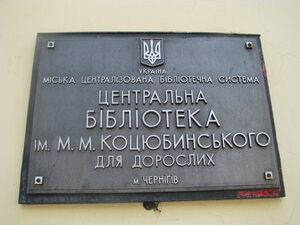 УКРАЇНА
МІСЬКА ЦЕНТРАЛІЗОВАНА БІБЛІОТЕЧНА СИСТЕМА
ЦЕНТРАЛЬНА
БІБЛІОТЕКА
ІМ. М. М. КОЦЮБИНСЬКОГО
ДЛЯ ДОРОСЛИХ
м. ЧЕРНІГІВ